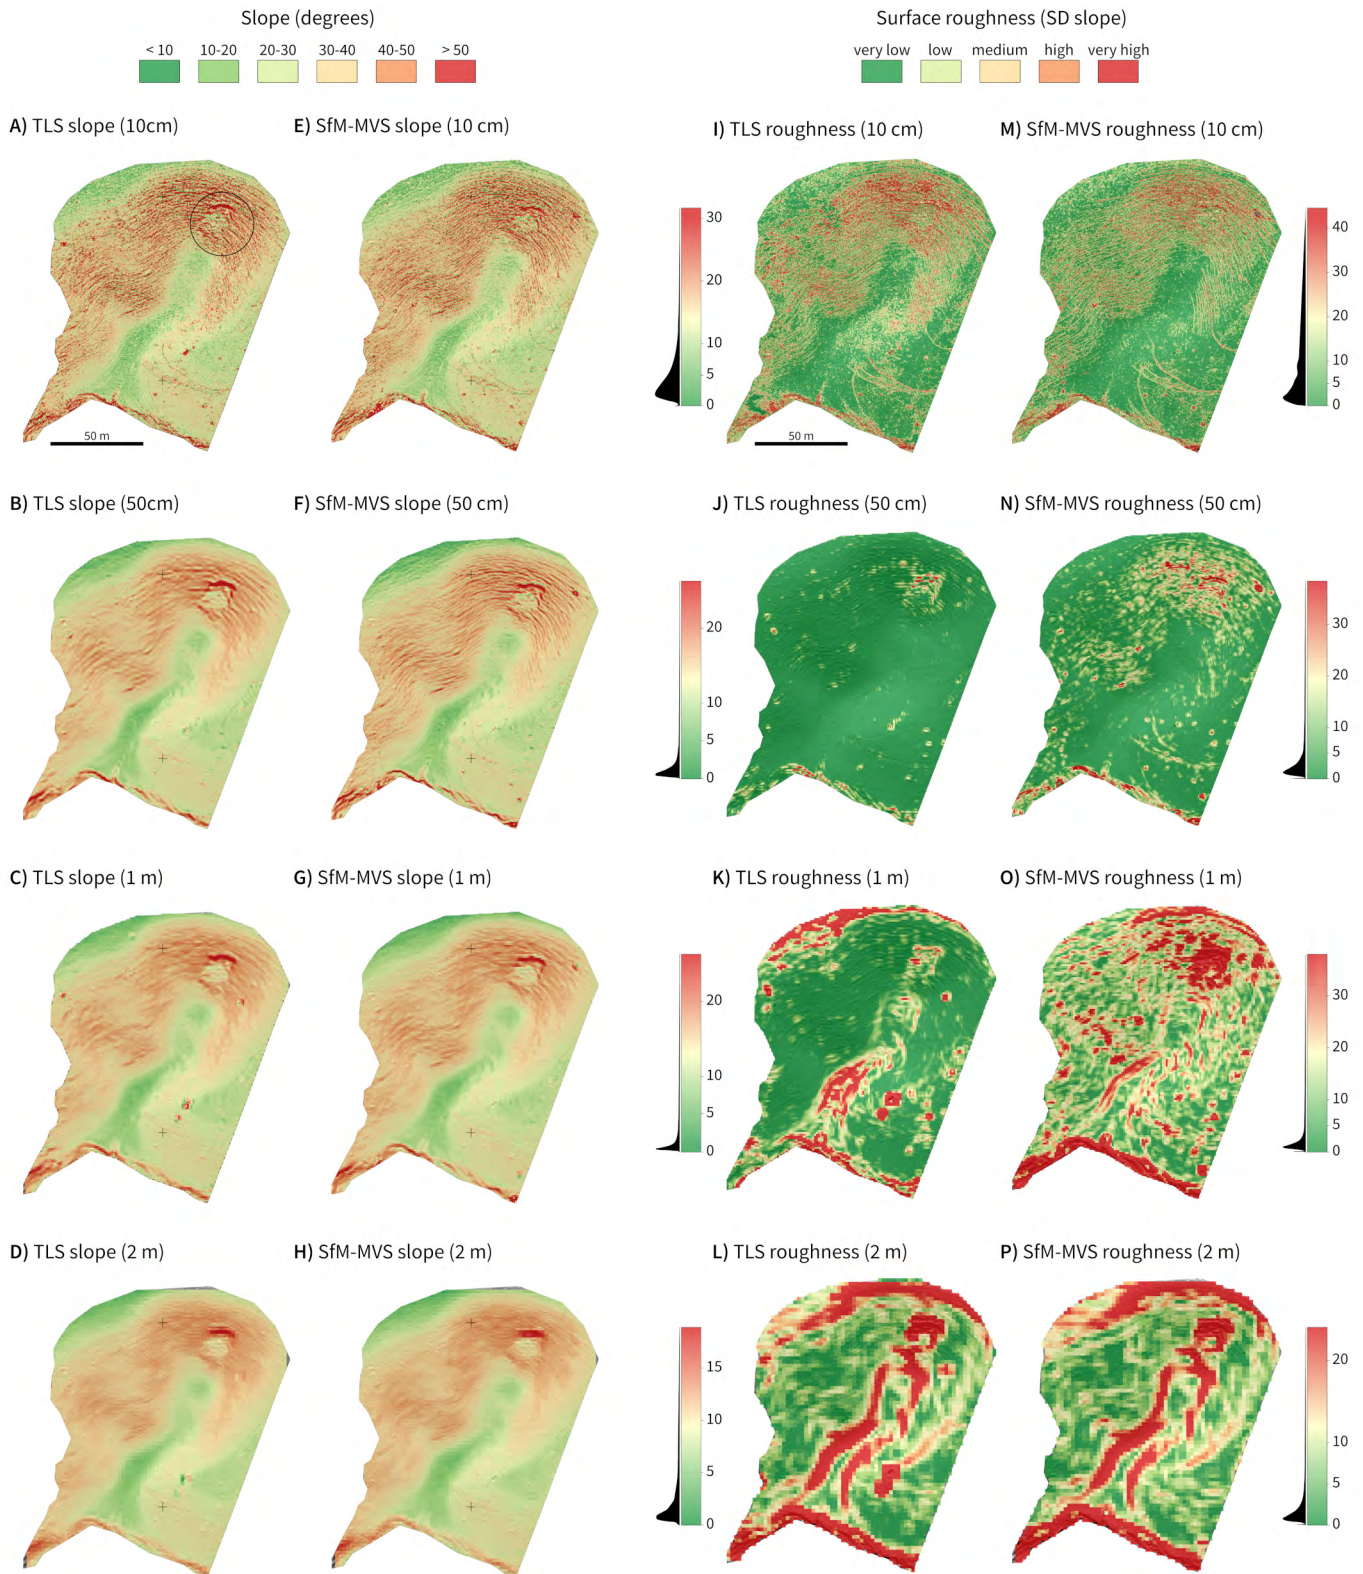 Slope (degrees)
Surface roughness (SD slope)
< 10 10-20 20-30 30-40 40-50 > 50
very low low medium high very high
A) TLS slope (10cm)
E) SfM-MVS slope (10 cm)
I) TLS roughness (10 cm)
M) SfM-MVS roughness (10 cm)
30
20
10
5
0
40
30
20
10
5
0
50 m
50 m
B) TLS slope (50cm)
F) SfM-MVS slope (50 cm)
J) TLS roughness (50 cm)
N) SfM-MVS roughness (50 cm)
20
10
5
0
30
20
10
5
0
C) TLS slope (1 m)
G) SfM-MVS slope (1 m)
K) TLS roughness (1 m)
O) SfM-MVS roughness (1 m)
20
10
5
0
30
20
10
5
0
D) TLS slope (2 m)
H) SfM-MVS slope (2 m)
L) TLS roughness (2 m)
P) SfM-MVS roughness (2 m)
15
10
5
0
20
10
5
0